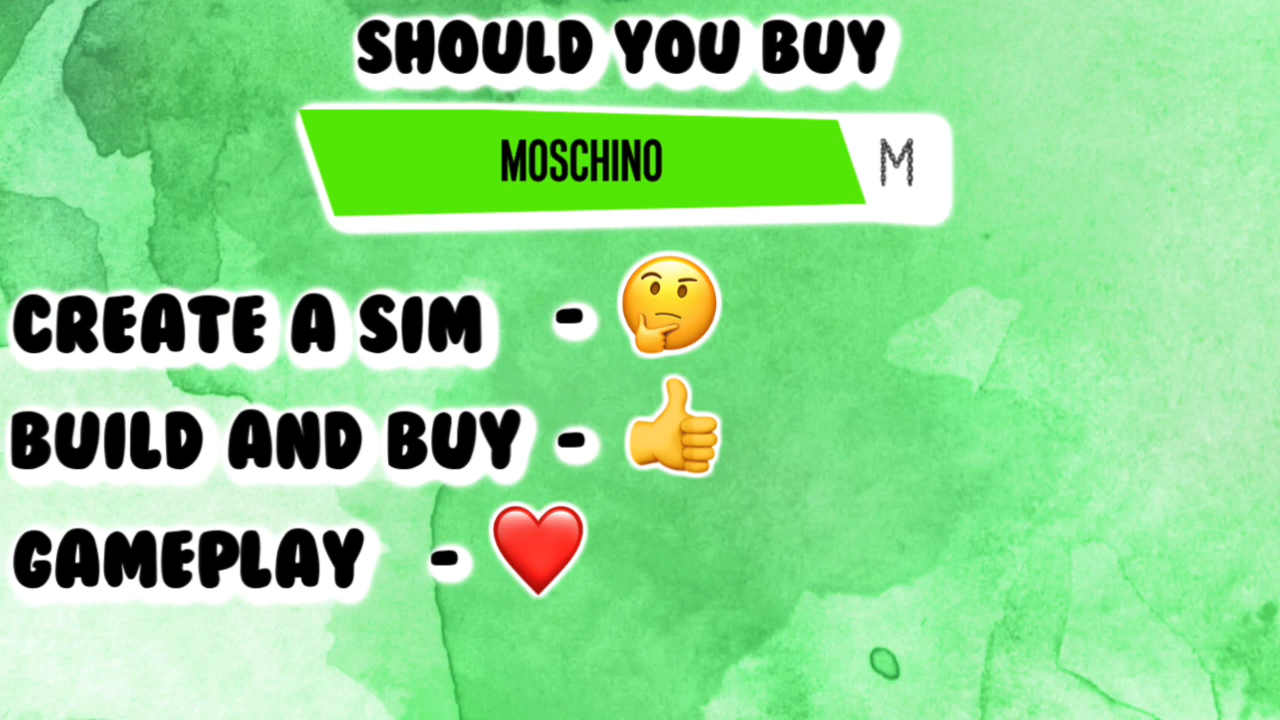 SHOULD YOU BUY
MOSCHINO M
CREATE A SIM -
BUILD AND BUY -
GAMEPLAY -